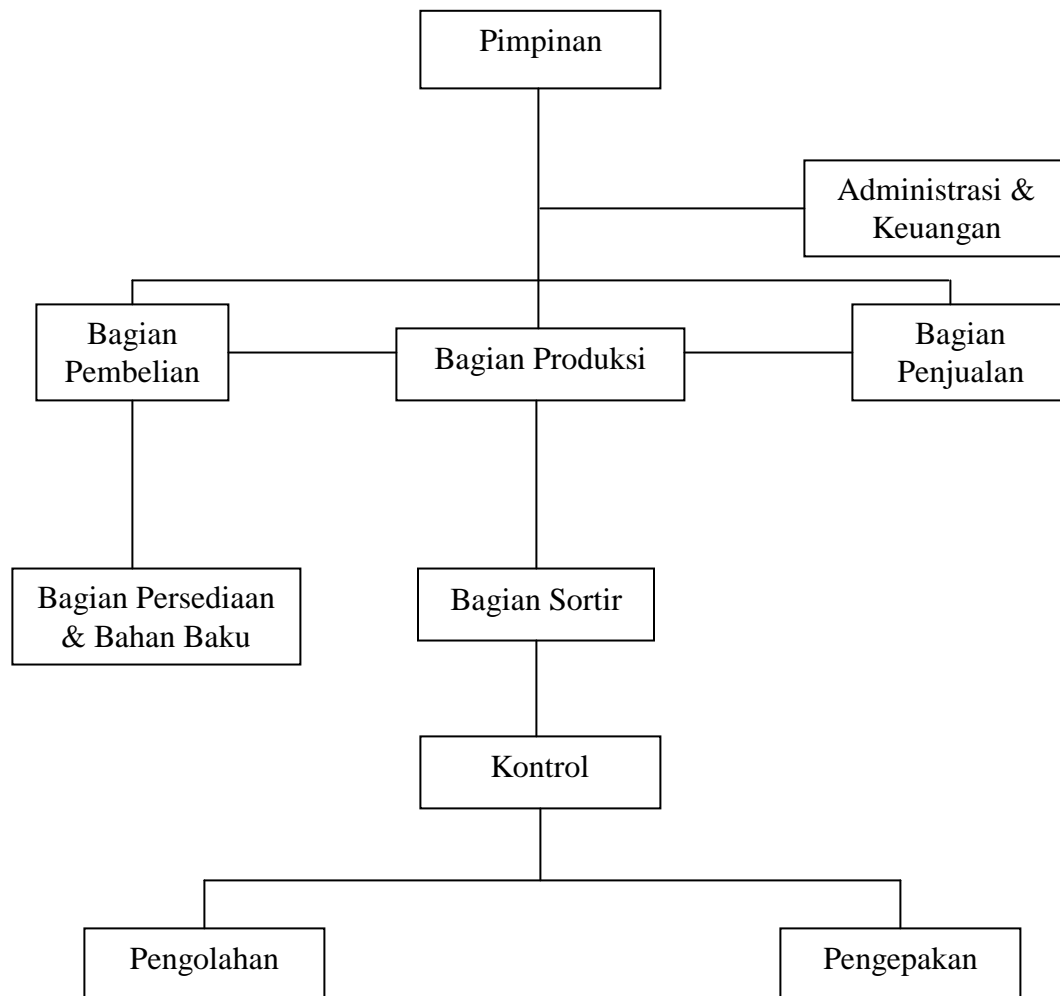 Pimpinan
Administrasi &
Keuangan
Bagian
Pembelian
Bagian Produksi
Bagian
Penjualan
Bagian Persediaan
& Bahan Baku
Bagian Sortir
Kontrol
Pengolahan
Pengepakan